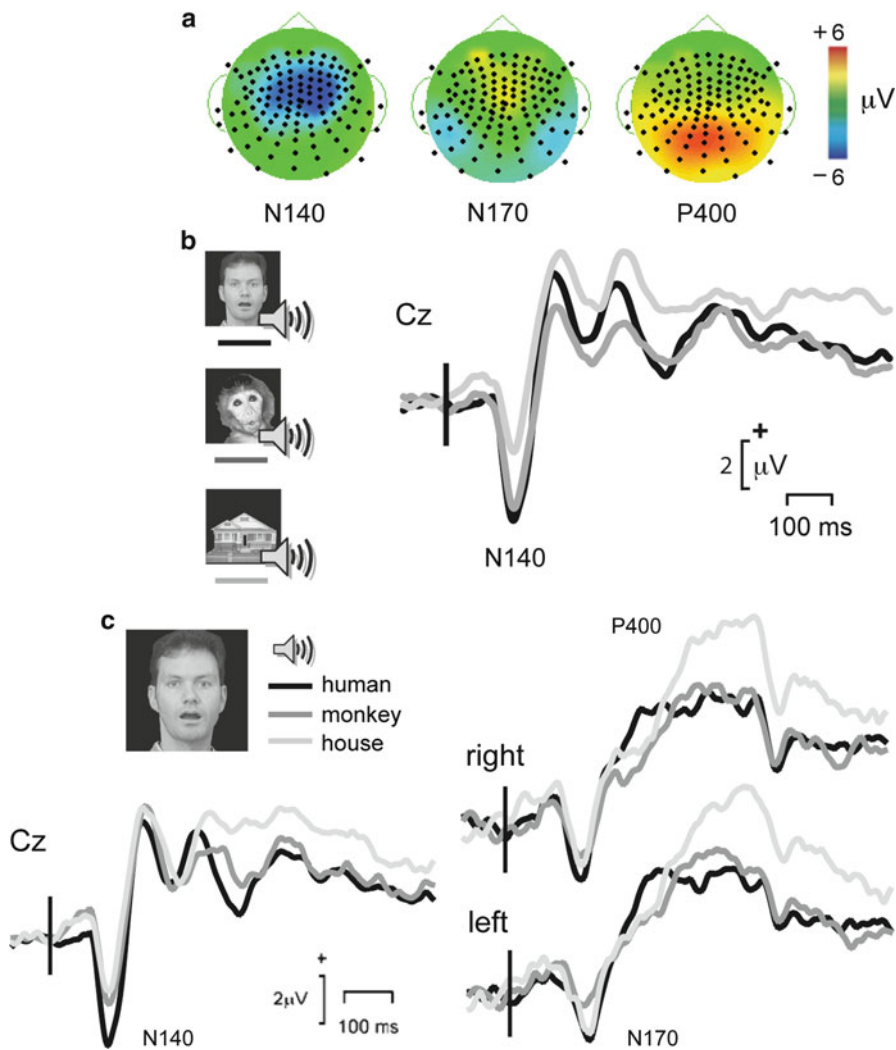 a
+6
μV
−6
N140 N170 P400
b
Cz
+
2 μV
100 ms
N140
c
human
monkey
house
P400
right
Cz
left
+
2μV
100 ms
N140
N170